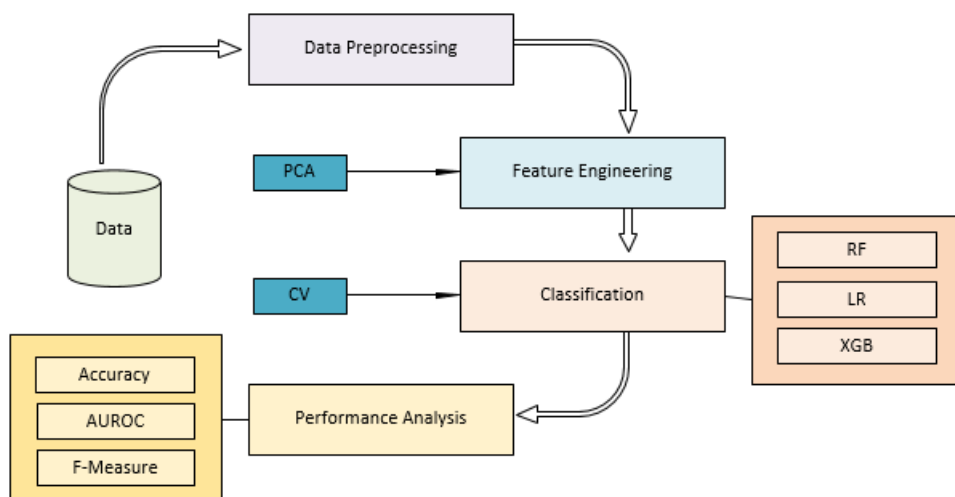 Data Preprocessing
PCA
Feature Engineering
Data
RF
CV
Classification
LR
XGB
Accuracy
AUROC
Performance Analysis
F-Measure